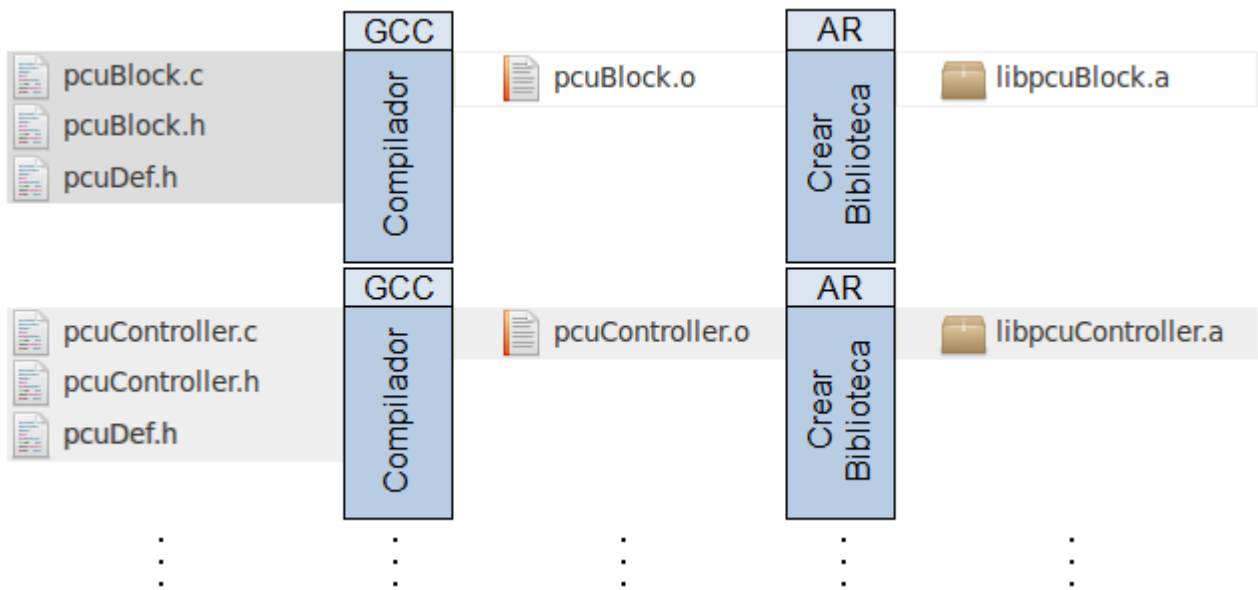 GCC
AR
pcuBlock.c
pcuBlock.h
pcuDef.h
Compilador
pcuBlock.o
Crear
Biblioteca
libpcuBlock.a
GCC
AR
pcuController.c
pcuController.h
pcuDef.h
Compilador
pcuController.o
Crear
Biblioteca
libpcuController.a